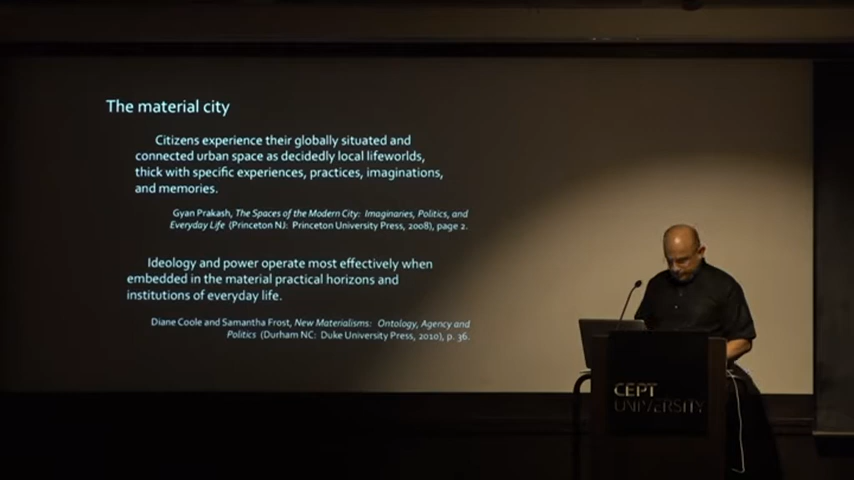 The material city
Citizens experience their globally situated and
connected urban space as decidedly local lifeworlds,
thick with specific experiences, practices, imaginations,
and memories.
Gyan Prakash, The Spaces of the Modern City: Imaginaries, Politics, and
Everyday Life (Princeton NJ: Princeton University Press, 2008), page 2.
Ideology and power operate most effectively when
embedded in the material practical horizons and
institutions of everyday life.
Diane Coole and Samantha Frost, New Materialisms: Ontology, Agency and
Politics (Durham NC: Duke University Press, 2010), p. 36.
CEPT
UNIVERSITY